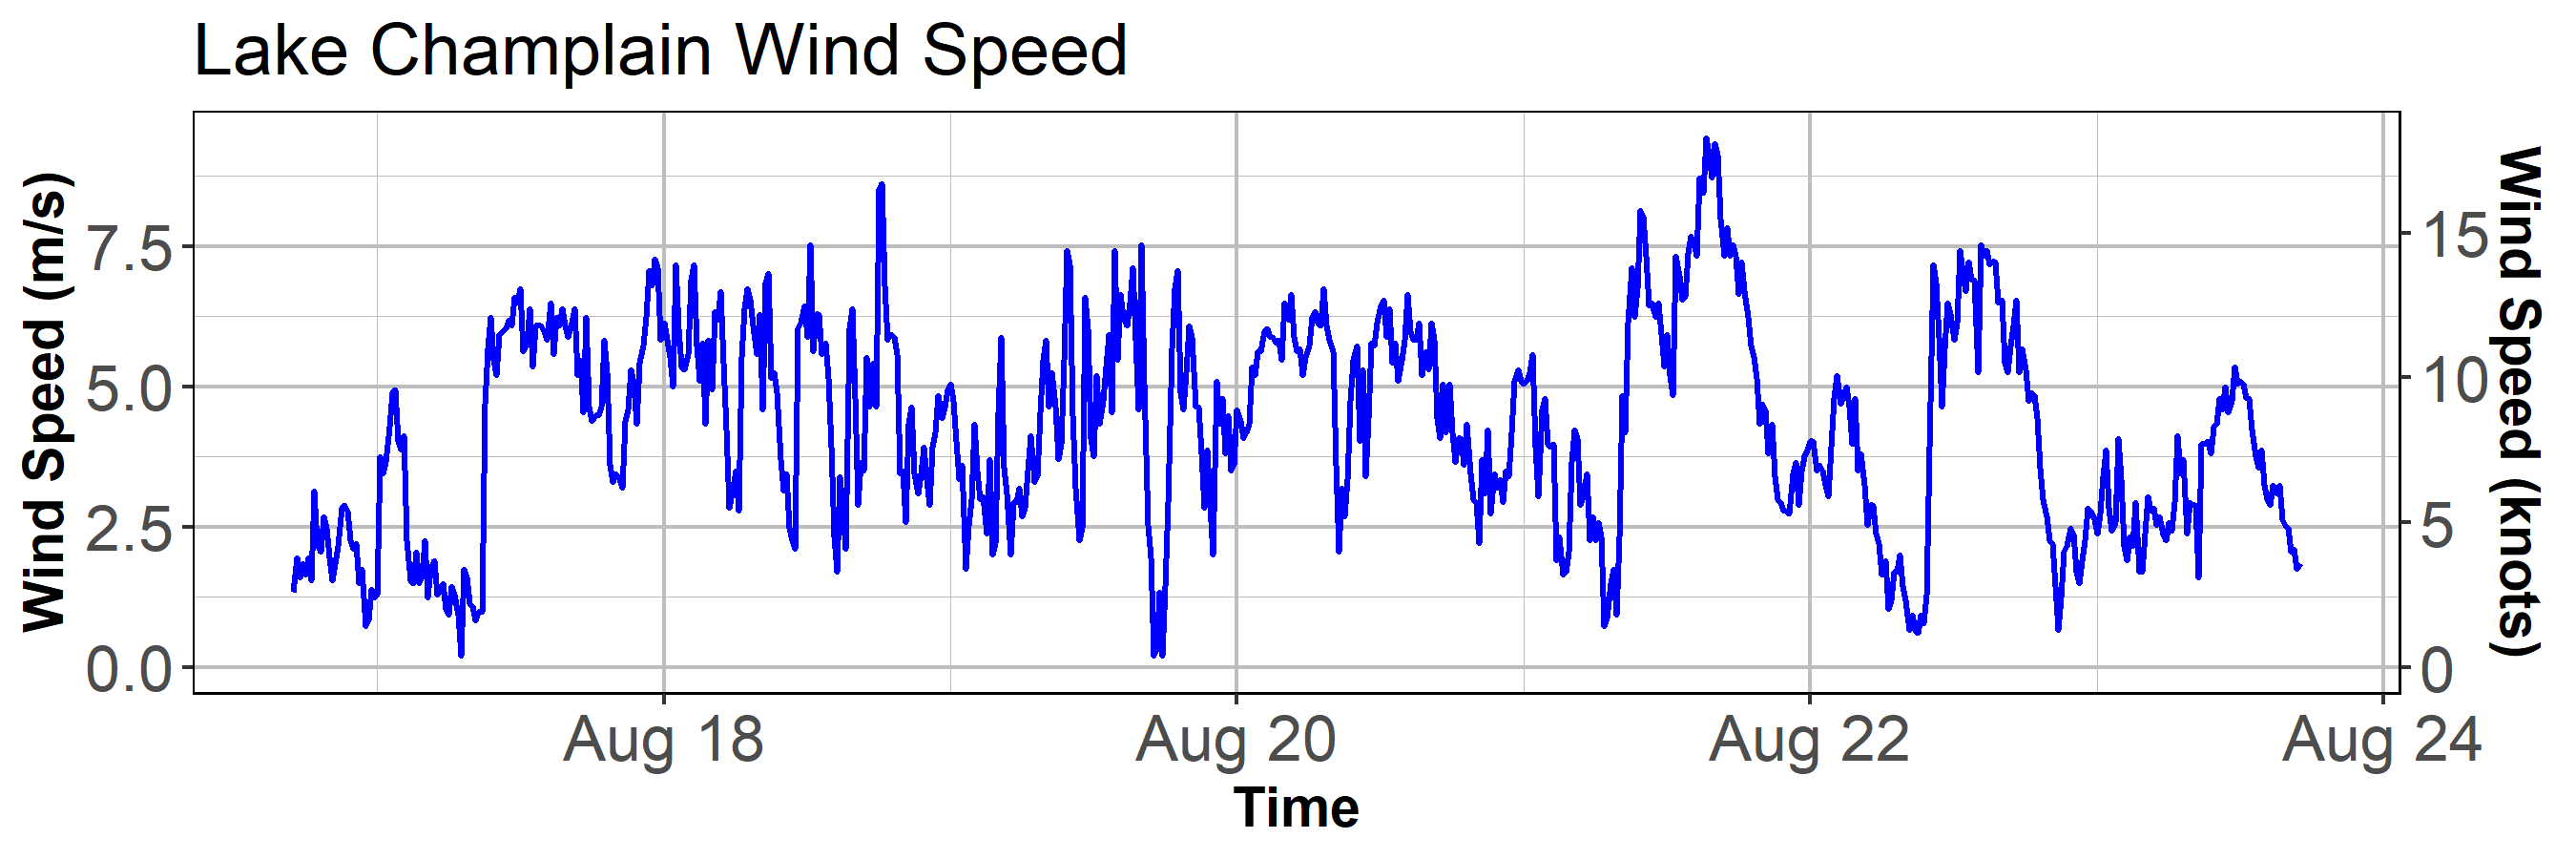 Lake Champlain Wind Speed
Wind Speed (m/s)
7.5
5.0
2.5
0.0
Wind Speed (knots)
15
10
5
0
Aug 18
Aug 20
Aug 22
Aug 24
Time